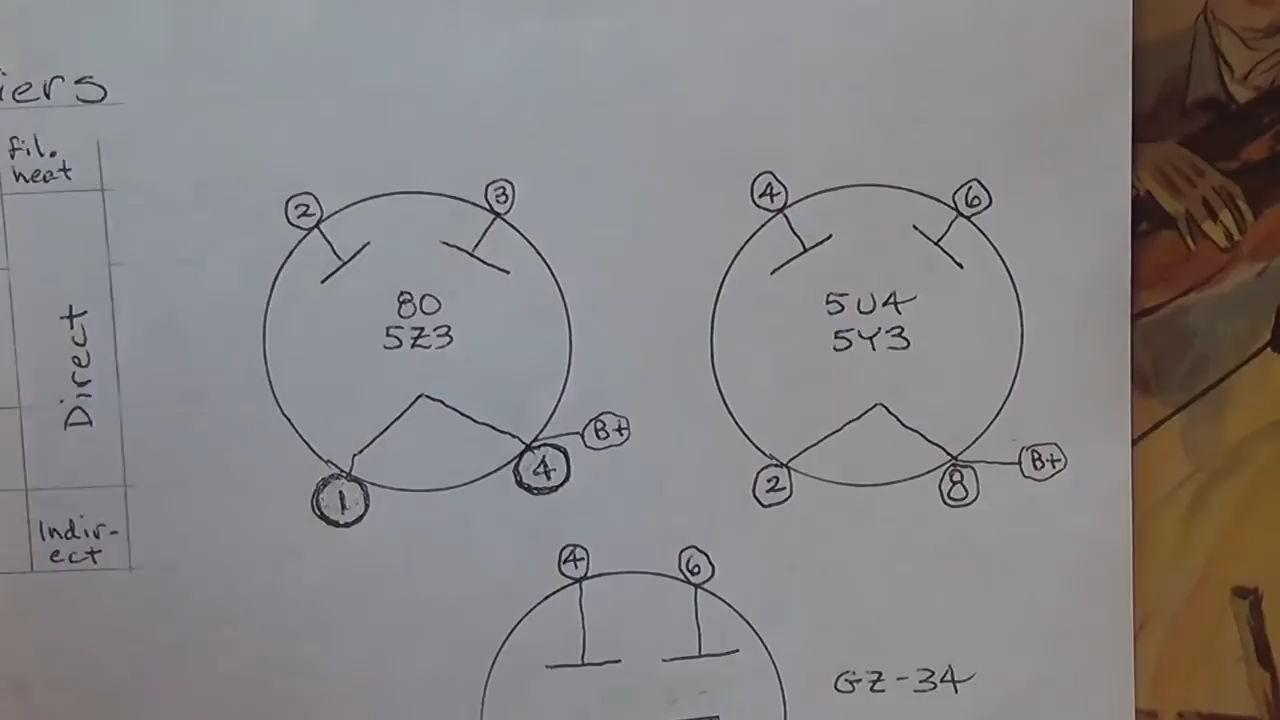 iers
fil.
heat
Direct
Indir-
ect
2
3
80
5Z3
1
4
B+
4
6
5U4
5Y3
2
8
B+
4
6
GZ-34